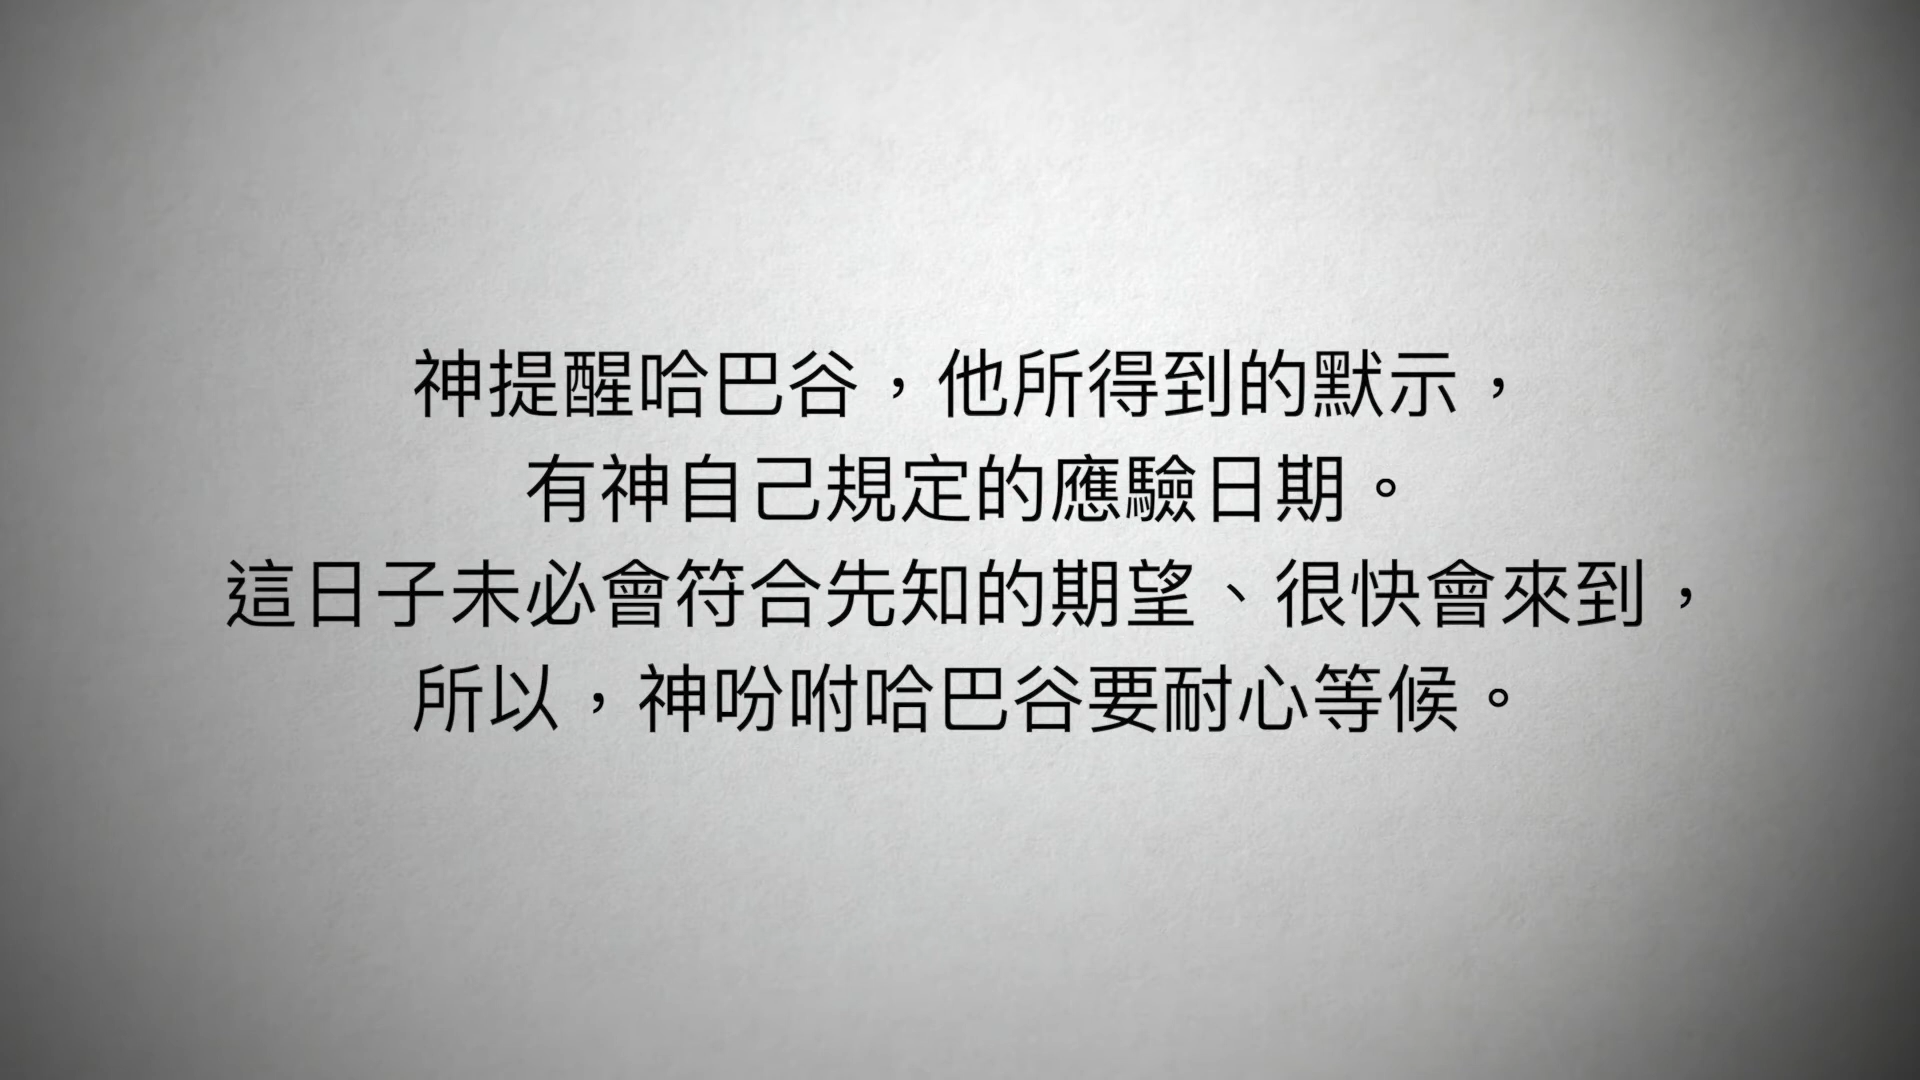 神提醒哈巴谷，他所得到的默示，
有神自己規定的應驗日期。
這日子未必會符合先知的期望、很快會來到，
所以，神吩咐哈巴谷要耐心等候。